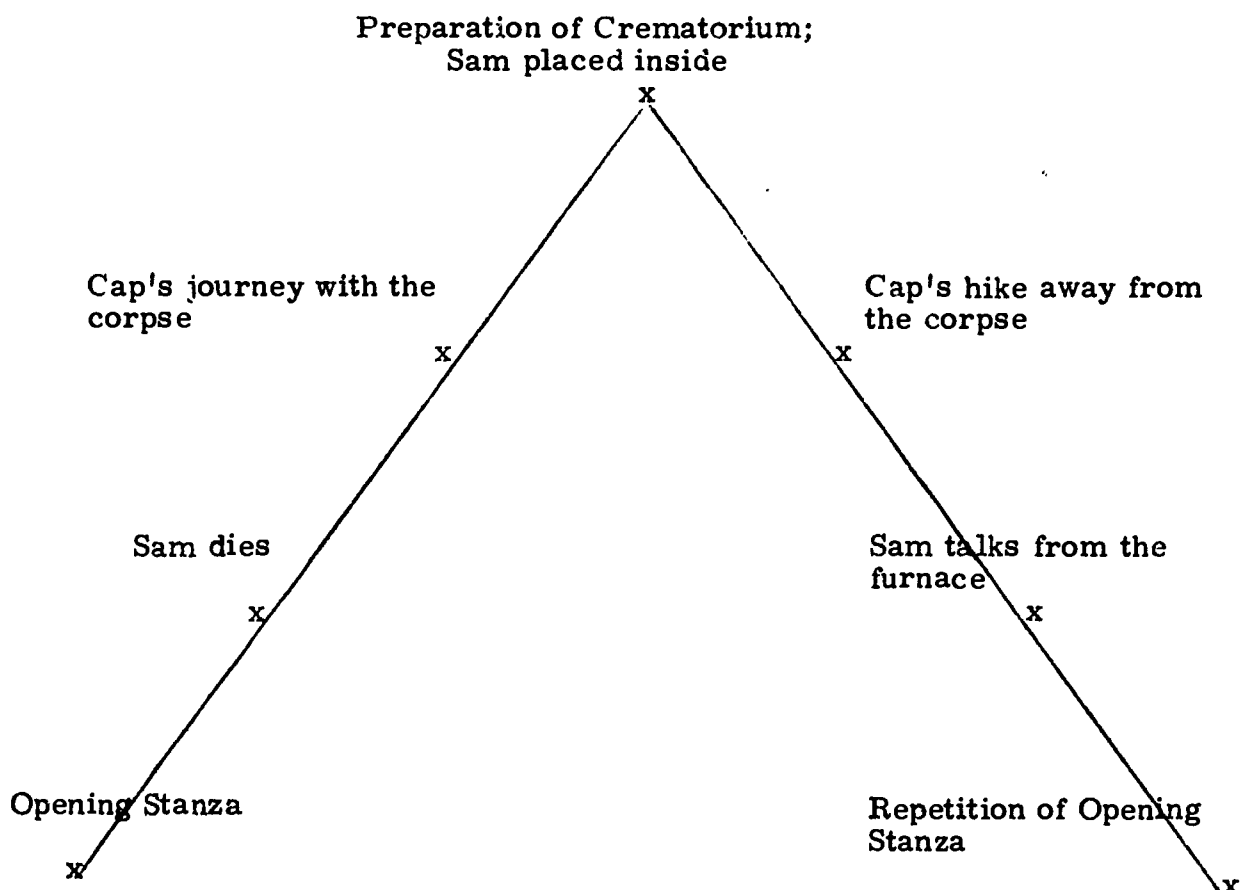 Preparation of Crematorium;
Sam placed inside
x
Cap's journey with the
corpse
x
Cap's hike away from
the corpse
x
Sam dies
x
Sam talks from the
furnace
x
Opening Stanza
x
Repetition of Opening
Stanza
x